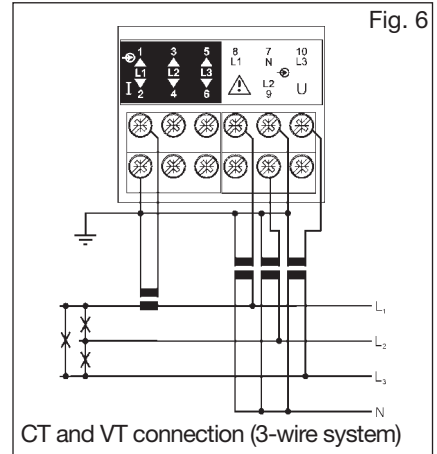 Fig. 6
1 3 5 8 7 10
L1 N L3
L1 L2 L3
I 2 4 6 L2 9 U
L1
L2
L3
N
CT and VT connection (3-wire system)